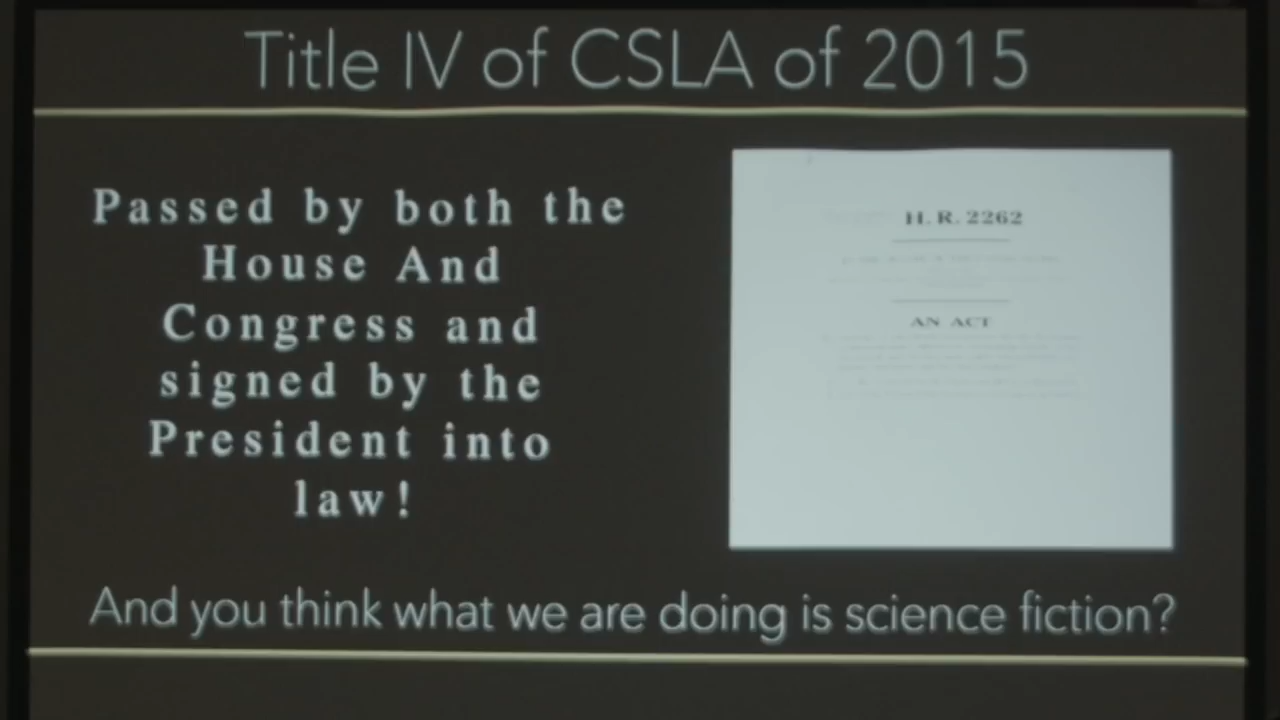 Title IV of CSLA of 2015
Passed by both the
House And
Congress and
signed by the
President into
law!
H. R. 2262
AN ACT
And you think what we are doing is science fiction?